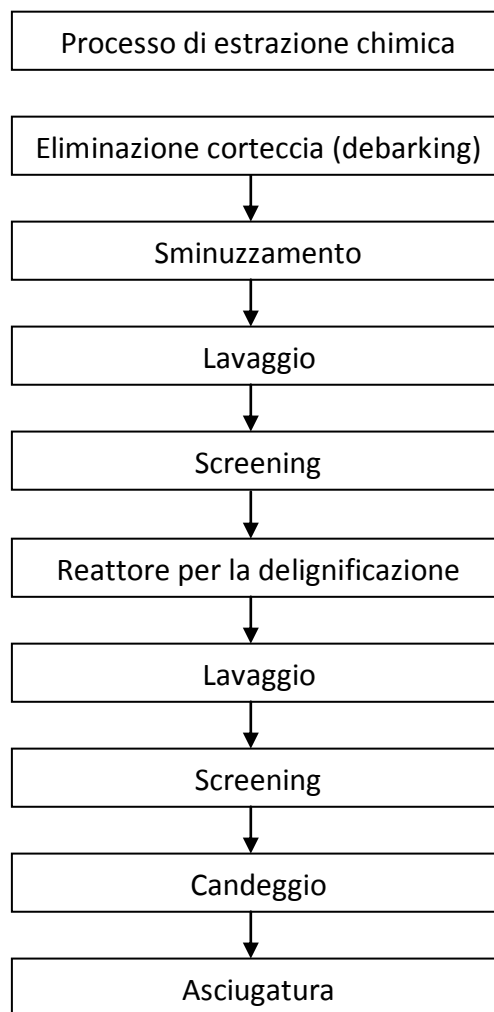 Processo di estrazione chimica
Eliminazione corteccia (debarking)
Sminuzzamento
Lavaggio
Screening
Reattore per la delignificazione
Lavaggio
Screening
Candeggio
Asciugatura